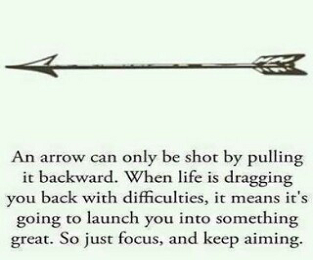 An arrow can only be shot by pulling
it backward. When life is dragging
you back with difficulties, it means it's
going to launch you into something
great. So just focus, and keep aiming.